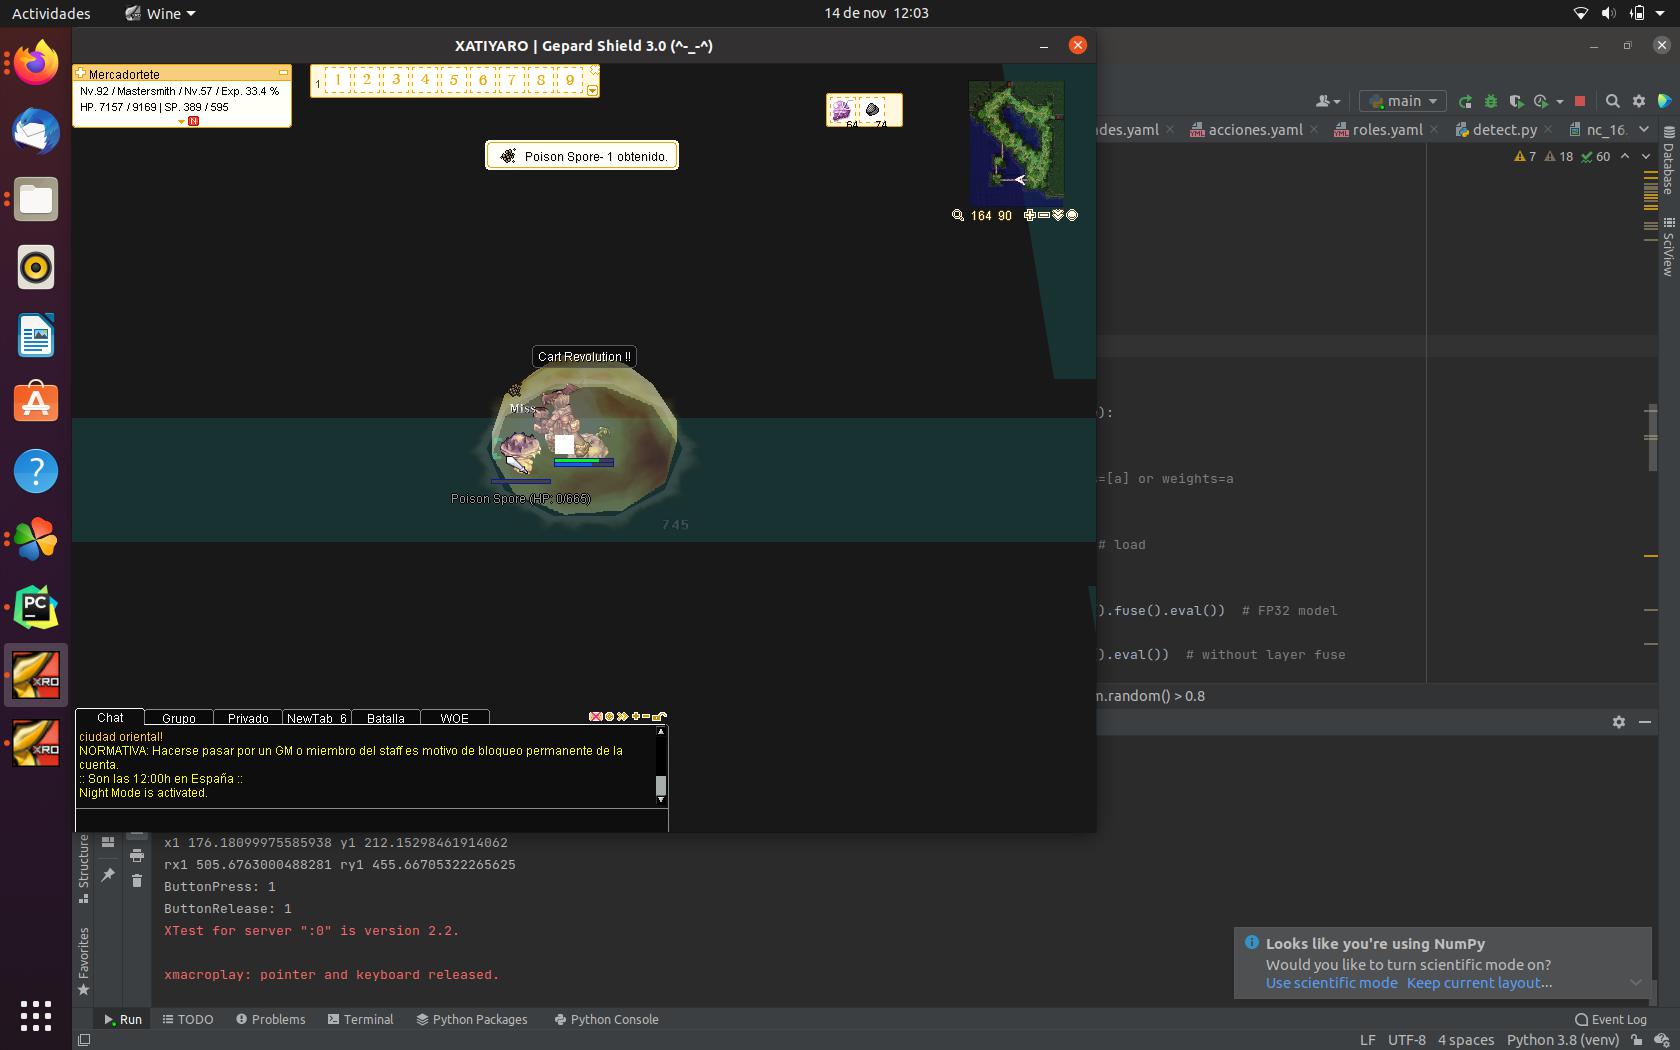 Actividades
Wine
14 de nov 12:03
XATIYARO | Gepard Shield 3.0 (^-_-^)
Mercadortete
Nv.92 / Mastersmith / Nv.57 / Exp. 33.4 %
HP. 7157 / 9169 | SP. 389 / 595
N
1
1 2 3 4 5 6 7 8 9
64 74
Poison Spore- 1 obtenido.
164 90
main
des.yaml
acciones.yaml
roles.yaml
detect.py
nc_16.
7 18 60
Database
SciView
Cart Revolution !!
Miss
Poison Spore (HP: 0/665)
745
):
=[a] or weights=a
# load
).fuse().eval()) # FP32 model
).eval()) # without layer fuse
m.random() > 0.8
PC
XRO
XRO
Chat
Grupo
Privado
NewTab_6
Batalla
WOE
ciudad oriental!
NORMATIVA: Hacerse pasar por un GM o miembro del staff es motivo de bloqueo permanente de la
cuenta.
:: Son las 12:00h en España ::
Night Mode is activated.
Structure
Favorites
x1 176.18099975585938 y1 212.15298461914062
rx1 505.6763000488281 ry1 455.66705322265625
ButtonPress: 1
ButtonRelease: 1
XTest for server ":0" is version 2.2.
xmacroplay: pointer and keyboard released.
Looks like you're using NumPy
Would you like to turn scientific mode on?
Use scientific mode Keep current layout...
Run
TODO
Problems
Terminal
Python Packages
Python Console
Event Log
LF UTF-8 4 spaces Python 3.8 (venv)